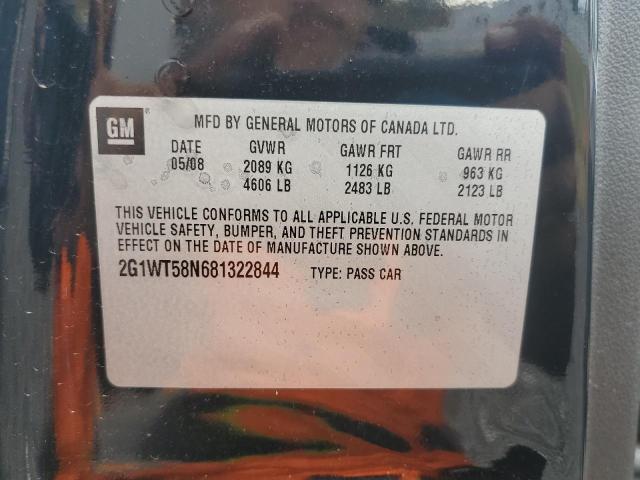 GM
MFD BY GENERAL MOTORS OF CANADA LTD.
DATE GVWR GAWR FRT GAWR RR
05/08 2089 KG 1126 KG 963 KG
4606 LB 2483 LB 2123 LB
THIS VEHICLE CONFORMS TO ALL APPLICABLE U.S. FEDERAL MOTOR
VEHICLE SAFETY, BUMPER, AND THEFT PREVENTION STANDARDS IN
EFFECT ON THE DATE OF MANUFACTURE SHOWN ABOVE.
2G1WT58N681322844 TYPE: PASS CAR